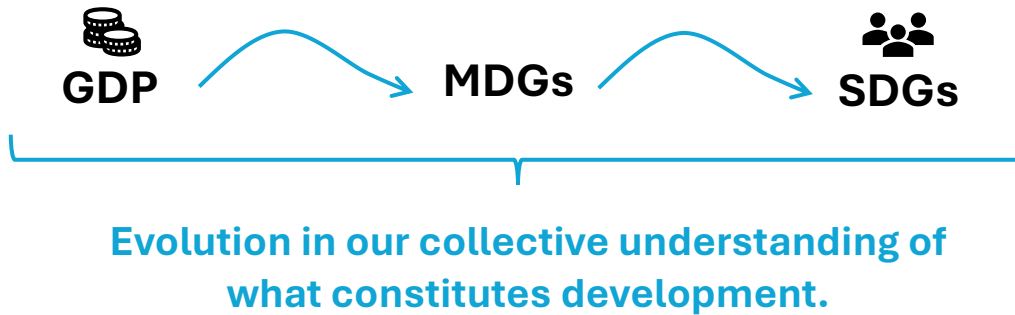 GDP
MDGs
SDGs
Evolution in our collective understanding of
what constitutes development.